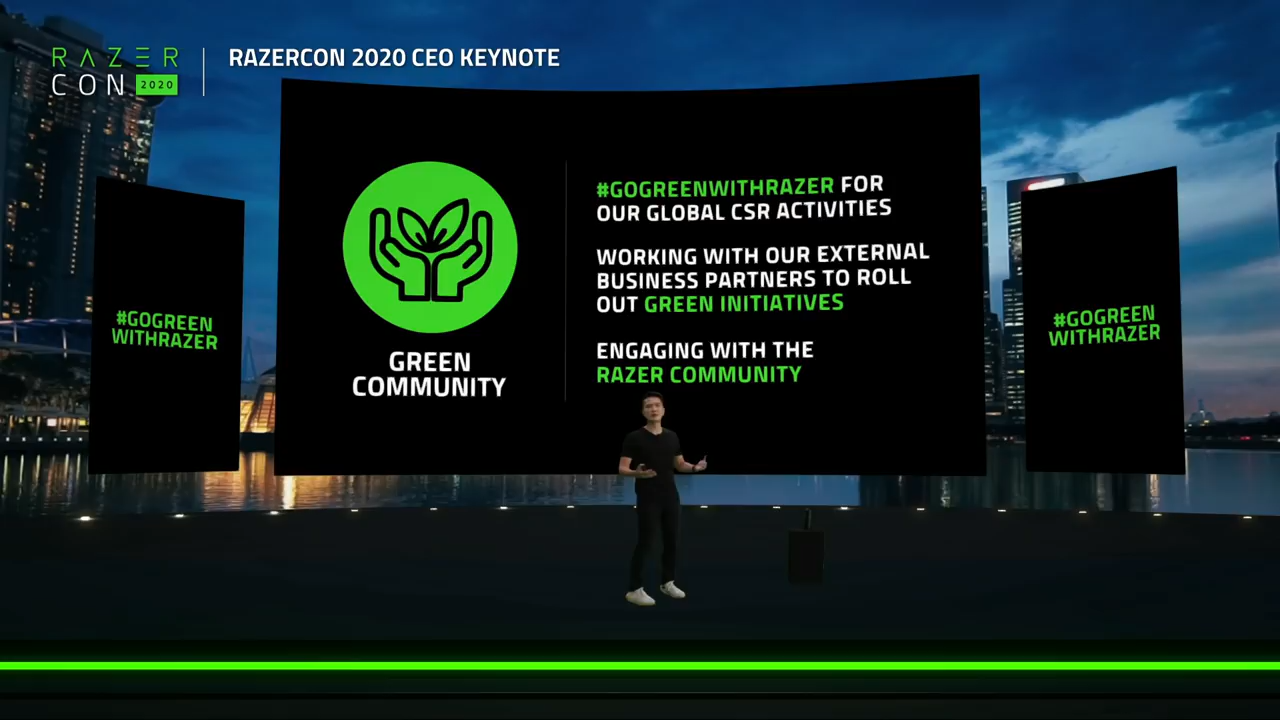 RAZER
CON 2020
RAZERCON 2020 CEO KEYNOTE
#GOGREEN
WITHRAZER
GREEN
COMMUNITY
#GOGREENWITHRAZER FOR
OUR GLOBAL CSR ACTIVITIES
WORKING WITH OUR EXTERNAL
BUSINESS PARTNERS TO ROLL
OUT GREEN INITIATIVES
ENGAGING WITH THE
RAZER COMMUNITY
#GOGREEN
WITHRAZER